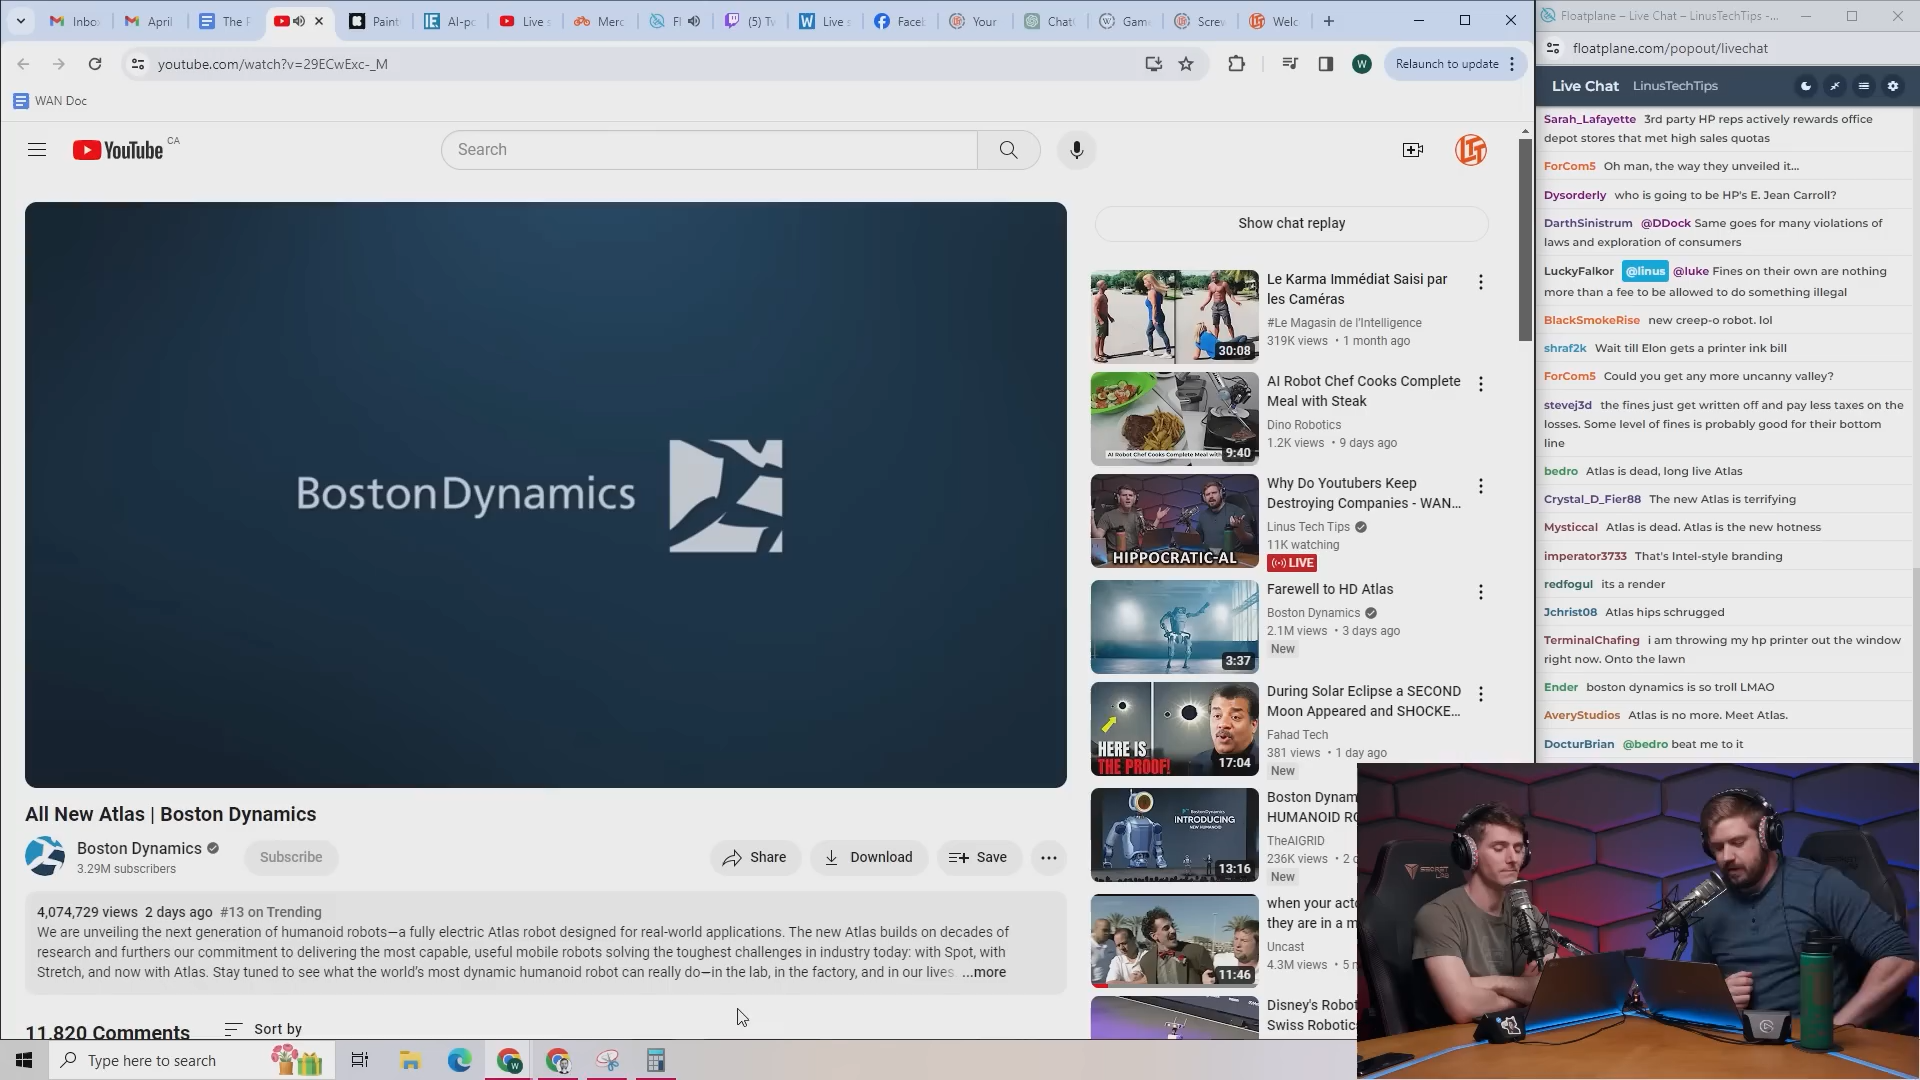 Inbo
April
The F
Paint
AI-po
Live s
Merc
Fl
(5) Tv
Live s
Faceb
Your
Chat
Game
Screv
Welc
youtube.com/watch?v=29ECwExc-_M
Relaunch to update
WAN Doc
YouTube CA
Search
BostonDynamics
All New Atlas | Boston Dynamics
Boston Dynamics
3.29M subscribers
Subscribe
Share
Download
Save
4,074,729 views 2 days ago #13 on Trending
We are unveiling the next generation of humanoid robots—a fully electric Atlas robot designed for real-world applications. The new Atlas builds on decades of
research and furthers our commitment to delivering the most capable, useful mobile robots solving the toughest challenges in industry today: with Spot, with
Stretch, and now with Atlas. Stay tuned to see what the world's most dynamic humanoid robot can really do—in the lab, in the factory, and in our lives. ...more
11,820 Comments
Sort by
Show chat replay
Le Karma Immédiat Saisi par
les Caméras
#Le Magasin de l'Intelligence
319K views • 1 month ago
30:08
AI Robot Chef Cooks Complete
Meal with Steak
Dino Robotics
1.2K views • 9 days ago
AI Robot Chef Cooks Complete Meal with
9:40
Why Do Youtubers Keep
Destroying Companies - WAN...
Linus Tech Tips
11K watching
LIVE
HIPPOCRATIC-AL
Farewell to HD Atlas
Boston Dynamics
2.1M views • 3 days ago
New
3:37
During Solar Eclipse a SECOND
Moon Appeared and SHOCKE...
Fahad Tech
381 views • 1 day ago
New
HERE IS
THE PROOF!
17:04
Boston Dynam
HUMANOID RO
TheAIGRID
236K views • 2 d
New
BostonDynamics
INTRODUCING
NEW HUMANOID
13:16
when your acto
they are in a m
Uncast
4.3M views • 5 m
11:46
Disney's Robot
Swiss Robotics
Type here to search
Floatplane – Live Chat – LinusTechTips -...
floatplane.com/popout/livechat
Live Chat LinusTechTips
Sarah_Lafayette 3rd party HP reps actively rewards office
depot stores that met high sales quotas
ForCom5 Oh man, the way they unveiled it...
Dysorderly who is going to be HP's E. Jean Carroll?
DarthSinistrum @DDock Same goes for many violations of
laws and exploration of consumers
LuckyFalkor @linus @luke Fines on their own are nothing
more than a fee to be allowed to do something illegal
BlackSmokeRise new creep-o robot. lol
shraf2k Wait till Elon gets a printer ink bill
ForCom5 Could you get any more uncanny valley?
stevej3d the fines just get written off and pay less taxes on the
losses. Some level of fines is probably good for their bottom
line
bedro Atlas is dead, long live Atlas
Crystal_D_Fier88 The new Atlas is terrifying
Mysticcal Atlas is dead. Atlas is the new hotness
imperator3733 That's Intel-style branding
redfogul its a render
Jchrist08 Atlas hips schrugged
TerminalChafing i am throwing my hp printer out the window
right now. Onto the lawn
Ender boston dynamics is so troll LMAO
AveryStudios Atlas is no more. Meet Atlas.
DocturBrian @bedro beat me to it
SECRET LAB